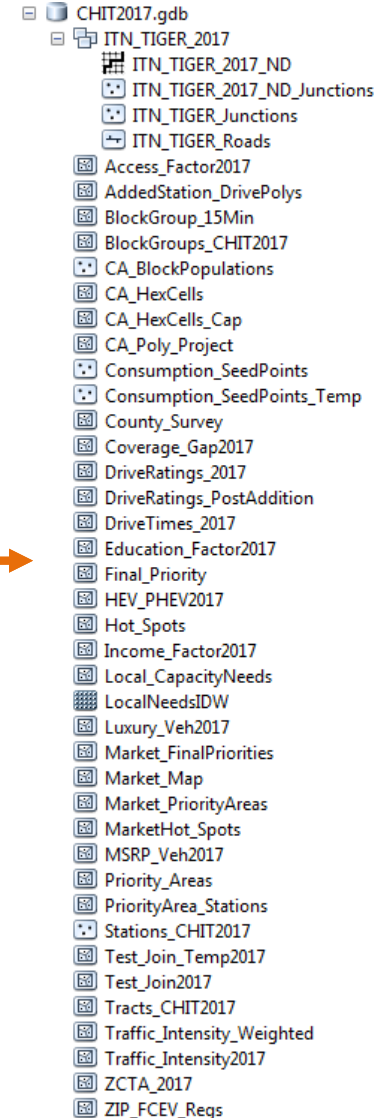 CHIT2017.gdb
ITN_TIGER_2017
ITN_TIGER_2017_ND
ITN_TIGER_2017_ND_Junctions
ITN_TIGER_Junctions
ITN_TIGER_Roads
Access_Factor2017
AddedStation_DrivePolys
BlockGroup_15Min
BlockGroups_CHIT2017
CA_BlockPopulations
CA_HexCells
CA_HexCells_Cap
CA_Poly_Project
Consumption_SeedPoints
Consumption_SeedPoints_Temp
County_Survey
Coverage_Gap2017
DriveRatings_2017
DriveRatings_PostAddition
DriveTimes_2017
Education_Factor2017
Final_Priority
HEV_PHEV2017
Hot_Spots
Income_Factor2017
Local_CapacityNeeds
LocalNeedsIDW
Luxury_Veh2017
Market_FinalPriorities
Market_Map
Market_PriorityAreas
MarketHot_Spots
MSRP_Veh2017
Priority_Areas
PriorityArea_Stations
Stations_CHIT2017
Test_Join_Temp2017
Test_Join2017
Tracts_CHIT2017
Traffic_Intensity_Weighted
Traffic_Intensity2017
ZCTA_2017
ZIP_FCEV_Regs